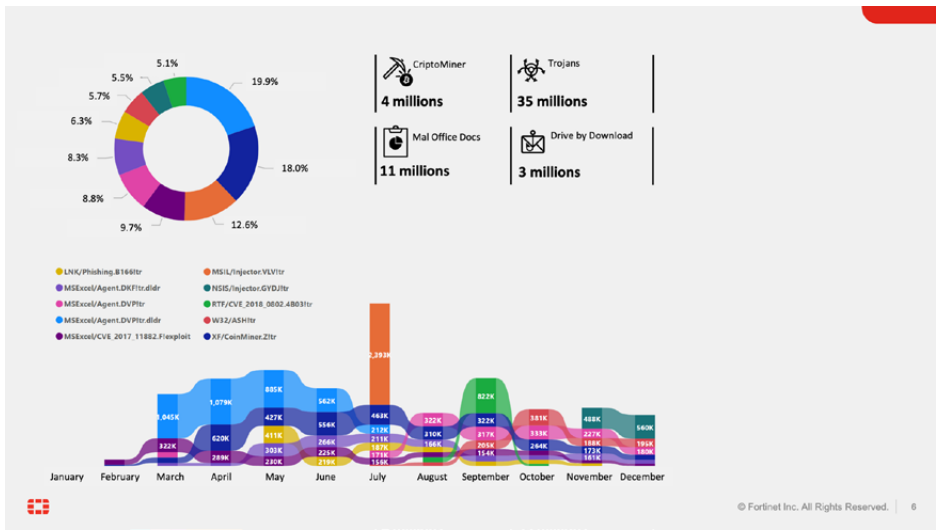 5.1%
5.5%
5.7%
6.3%
8.3%
8.8%
9.7%
12.6%
18.0%
19.9%
CriptoMiner
4 millions
Trojans
35 millions
Mal Office Docs
11 millions
Drive by Download
3 millions
LNK/Phishing.B166!tr
MSExcel/Agent.DKF!tr.dldr
MSExcel/Agent.DVP!tr
MSExcel/Agent.DVP!tr.dldr
MSExcel/CVE_2017_11882.F!exploit
MSIL/Injector.VLV!tr
NSIS/Injector.GYDJ!tr
RTF/CVE_2018_0802.4B03!tr
W32/ASH!tr
XF/CoinMiner.Z!tr
1,045K
322K
1,079K
620K
289K
805K
427K
411K
303K
230K
562K
556K
266K
225K
219K
2,393K
463K
212K
211K
187K
173K
156K
322K
310K
166K
822K
322K
317K
205K
154K
381K
333K
264K
488K
227K
188K
173K
161K
560K
195K
180K
January February March April May June July August September October November December
© Fortinet Inc. All Rights Reserved. 6